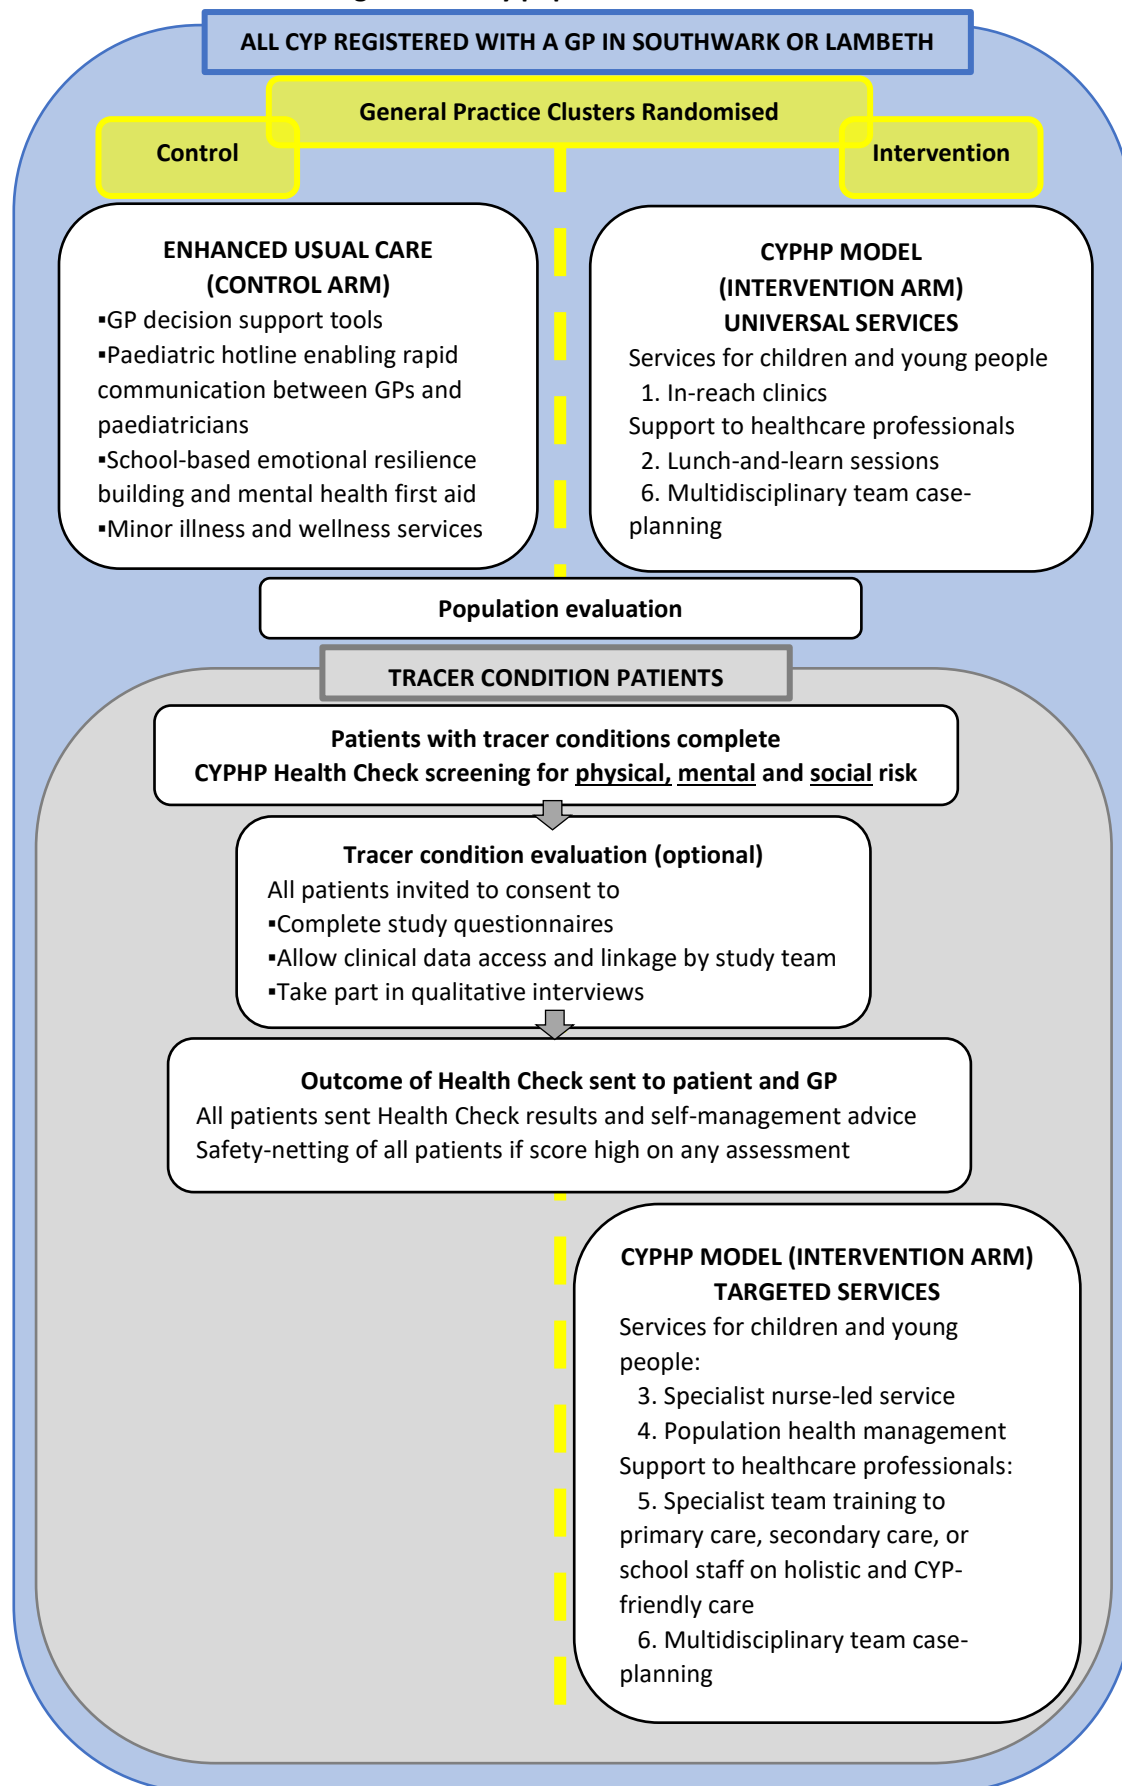 ALL CYP REGISTERED WITH A GP IN SOUTHWARK OR LAMBETH
General Practice Clusters Randomised
Control
Intervention
ENHANCED USUAL CARE
(CONTROL ARM)
▪GP decision support tools
▪Paediatric hotline enabling rapid
communication between GPs and
paediatricians
▪School-based emotional resilience
building and mental health first aid
▪Minor illness and wellness services
CYPHP MODEL
(INTERVENTION ARM)
UNIVERSAL SERVICES
Services for children and young people
1. In-reach clinics
Support to healthcare professionals
2. Lunch-and-learn sessions
6. Multidisciplinary team case-
planning
Population evaluation
TRACER CONDITION PATIENTS
Patients with tracer conditions complete
CYPHP Health Check screening for physical, mental and social risk
Tracer condition evaluation (optional)
All patients invited to consent to
▪Complete study questionnaires
▪Allow clinical data access and linkage by study team
▪Take part in qualitative interviews
Outcome of Health Check sent to patient and GP
All patients sent Health Check results and self-management advice
Safety-netting of all patients if score high on any assessment
CYPHP MODEL (INTERVENTION ARM)
TARGETED SERVICES
Services for children and young
people:
3. Specialist nurse-led service
4. Population health management
Support to healthcare professionals:
5. Specialist team training to
primary care, secondary care, or
school staff on holistic and CYP-
friendly care
6. Multidisciplinary team case-
planning